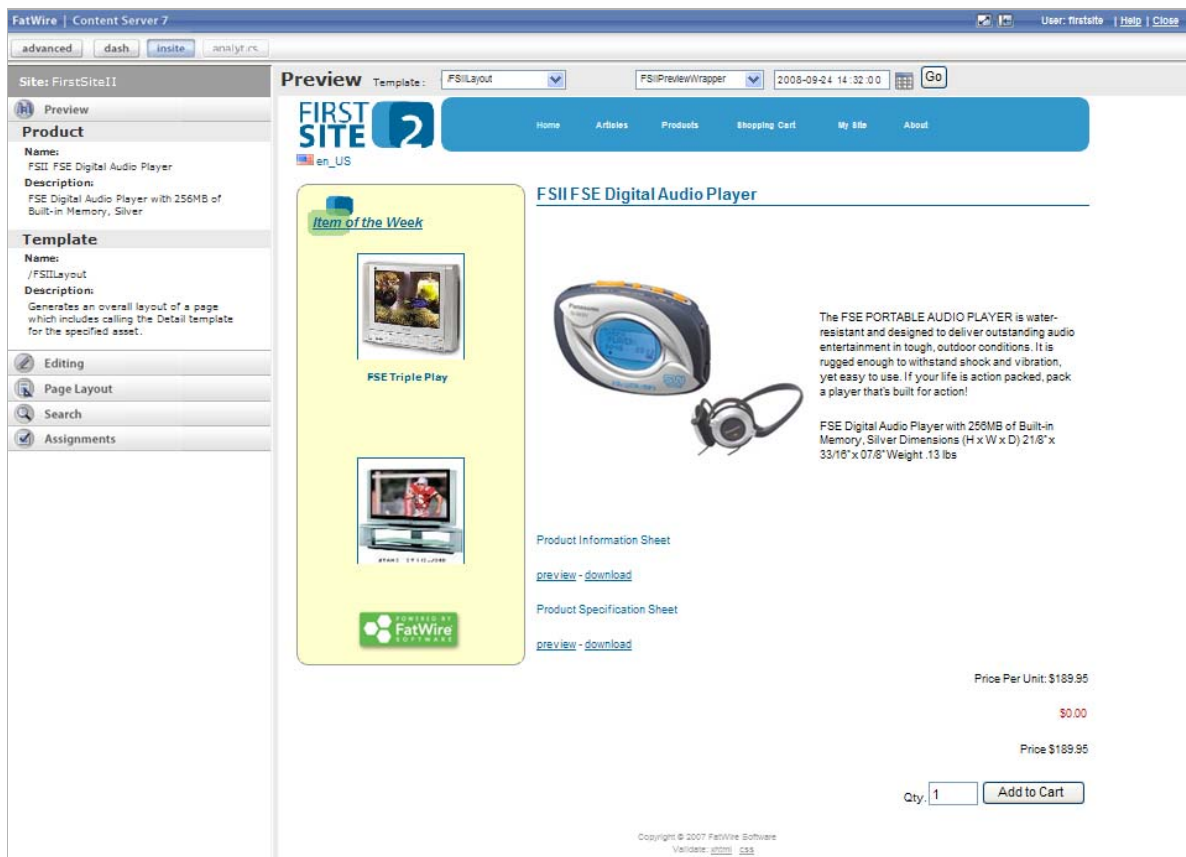 FatWire | Content Server 7
User: firstsite | Help | Close
advanced dash insite analytics
Site: FirstSiteII
Preview
Product
Name:
FSII FSE Digital Audio Player
Description:
FSE Digital Audio Player with 256MB of
Built-in Memory, Silver
Template
Name:
/FSIILayout
Description:
Generates an overall layout of a page
which includes calling the Detail template
for the specified asset.
Editing
Page Layout
Search
Assignments
Preview Template: /FSIILayout FSIIPreviewWrapper 2008-09-24 14:32:00 Go
FIRST
SITE 2
Home Articles Products Shopping Cart My Site About
en_US
Item of the Week
FSE Triple Play
POWERED BY
FatWire
SOFTWARE
FSII FSE Digital Audio Player
Panasonic
The FSE PORTABLE AUDIO PLAYER is water-
resistant and designed to deliver outstanding audio
entertainment in tough, outdoor conditions. It is
rugged enough to withstand shock and vibration,
yet easy to use. If your life is action packed, pack
a player that's built for action!
FSE Digital Audio Player with 256MB of Built-in
Memory, Silver Dimensions (H x W x D) 21/8" x
33/16" x 07/8" Weight .13 lbs
Product Information Sheet
preview - download
Product Specification Sheet
preview - download
Price Per Unit: $189.95
$0.00
Price $189.95
Qty. 1 Add to Cart
Copyright © 2007 FatWire Software
Validate: xhtml css